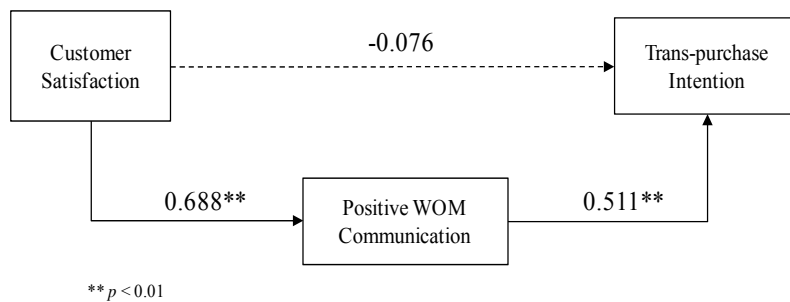 Customer
Satisfaction
-0.076
Trans-purchase
Intention
0.688**
Positive WOM
Communication
0.511**
** p < 0.01